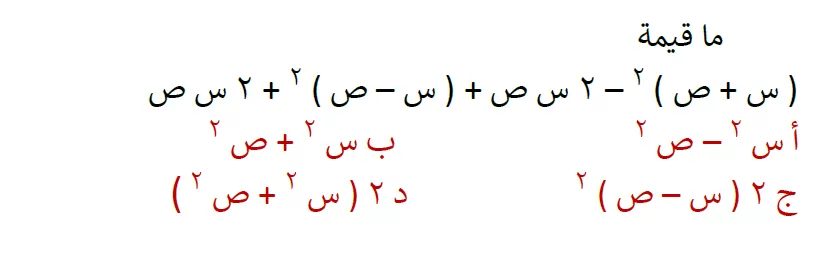 ما قيمة
( س + ص ) ٢ – ٢ س ص + ( س – ص ) ٢ + ٢ س ص
أ س ٢ – ص ٢ ب س ٢ + ص ٢
ج ٢ ( س – ص ) ٢ د ٢ ( س ٢ + ص ٢ )